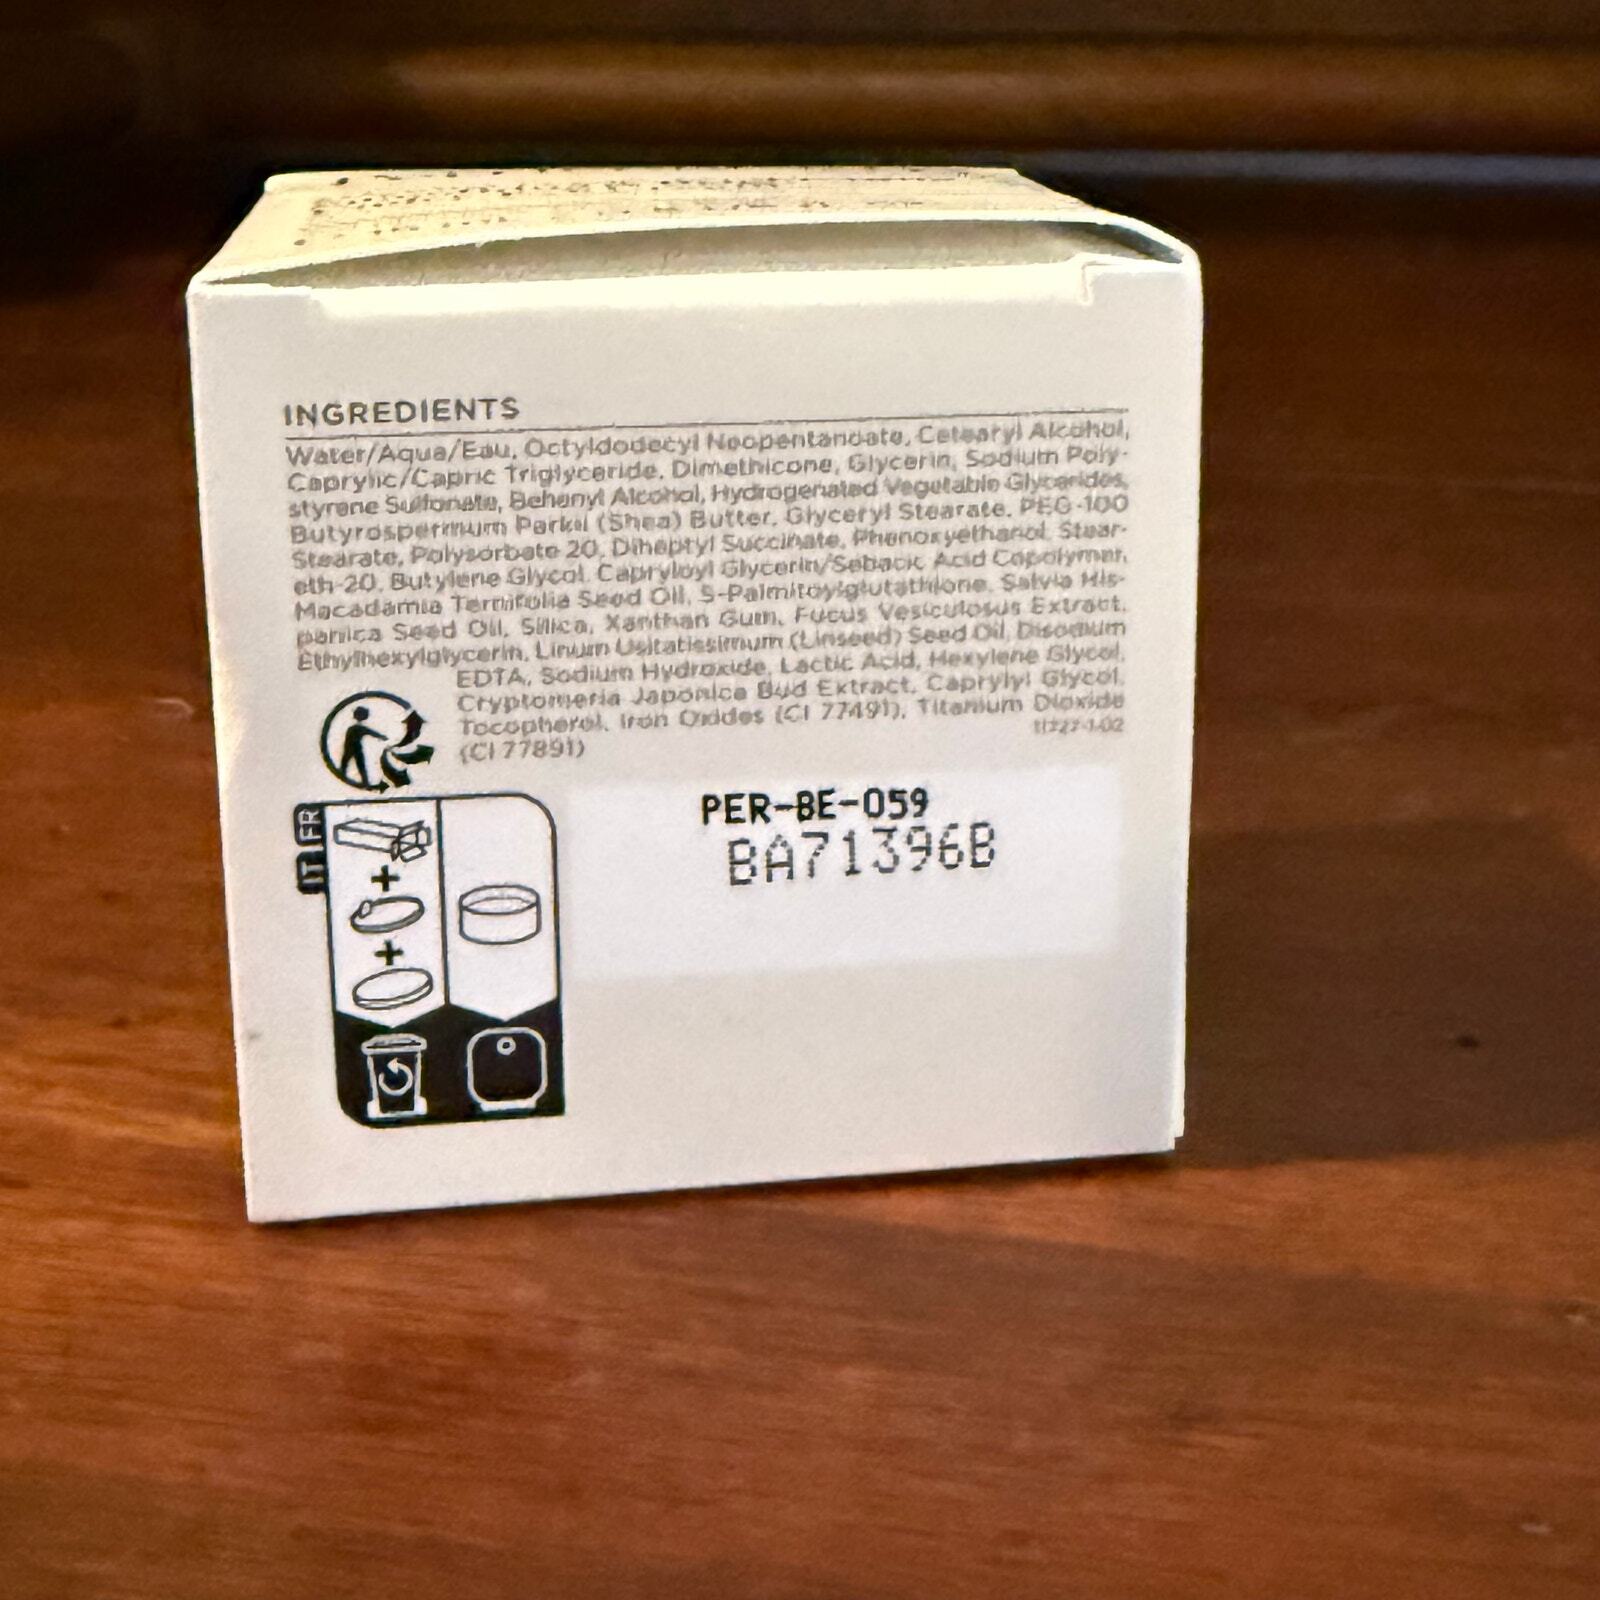 INGREDIENTS
Water/Aqua/Eau, Octyldodecyl Neopentanoate, Cetearyl Alcohol,
Caprylic/Capric Triglyceride, Dimethicone, Glycerin, Sodium Poly-
styrene Sulfonate, Behenyl Alcohol, Hydrogenated Vegetable Glycerides,
Butyrospermum Parkii (Shea) Butter, Glyceryl Stearate, PEG-100
Stearate, Polysorbate 20, Diheptyl Succinate, Phenoxyethanol, Stear-
eth-20, Butylene Glycol, Capryloyl Glycerin/Sebacic Acid Copolymer,
Macadamia Ternifolia Seed Oil, S-Palmitoylglutathione, Salvia His-
panica Seed Oil, Silica, Xanthan Gum, Fucus Vesiculosus Extract,
Ethylhexylglycerin, Linum Usitatissimum (Linseed) Seed Oil, Disodium
EDTA, Sodium Hydroxide, Lactic Acid, Hexylene Glycol,
Cryptomeria Japonica Bud Extract, Caprylyl Glycol,
Tocopherol, Iron Oxides (CI 77491), Titanium Dioxide
(CI 77891)
FR
IT
PER-BE-059
BA71396B